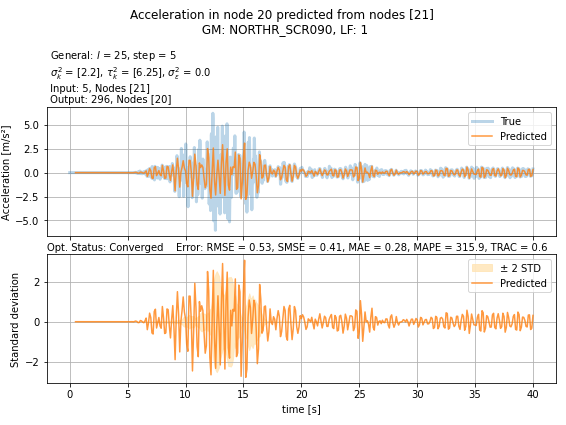 Acceleration in node 20 predicted from nodes [21]
GM: NORTHR_SCR090, LF: 1
General: l = 25, step = 5
σ²ₖ = [2.2], τ²ₖ = [6.25], σ²ε = 0.0
Input: 5, Nodes [21]
Output: 296, Nodes [20]
Acceleration [m/s²]
5.0
2.5
0.0
−2.5
−5.0
True
Predicted
Opt. Status: Converged    Error: RMSE = 0.53, SMSE = 0.41, MAE = 0.28, MAPE = 315.9, TRAC = 0.6
Standard deviation
2
0
−2
± 2 STD
Predicted
0 5 10 15 20 25 30 35 40
time [s]